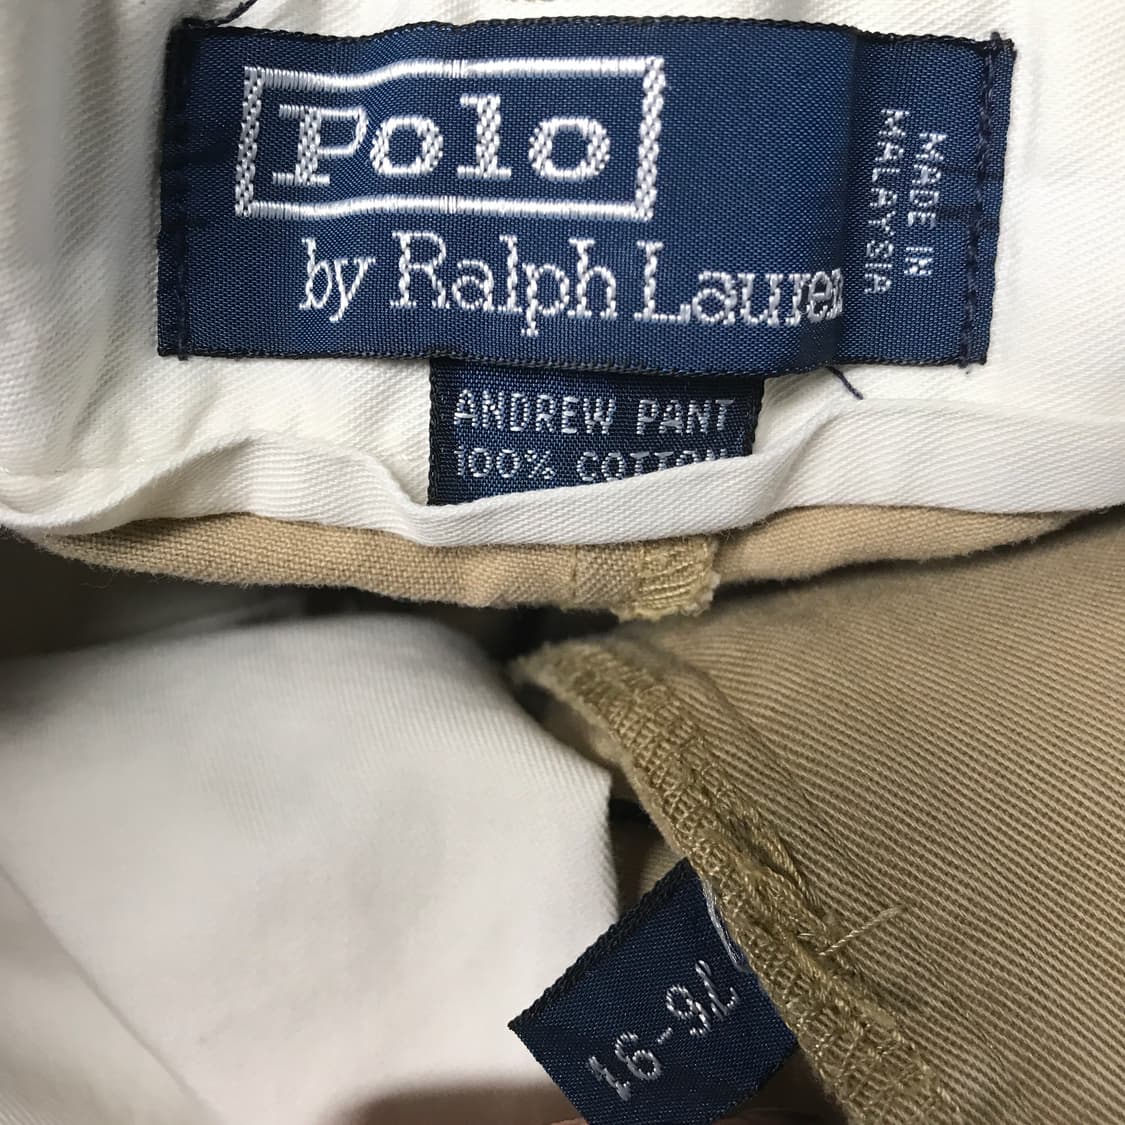 Polo
by Ralph Lauren
MADE IN
MALAYSIA
ANDREW PANT
100% COTTON